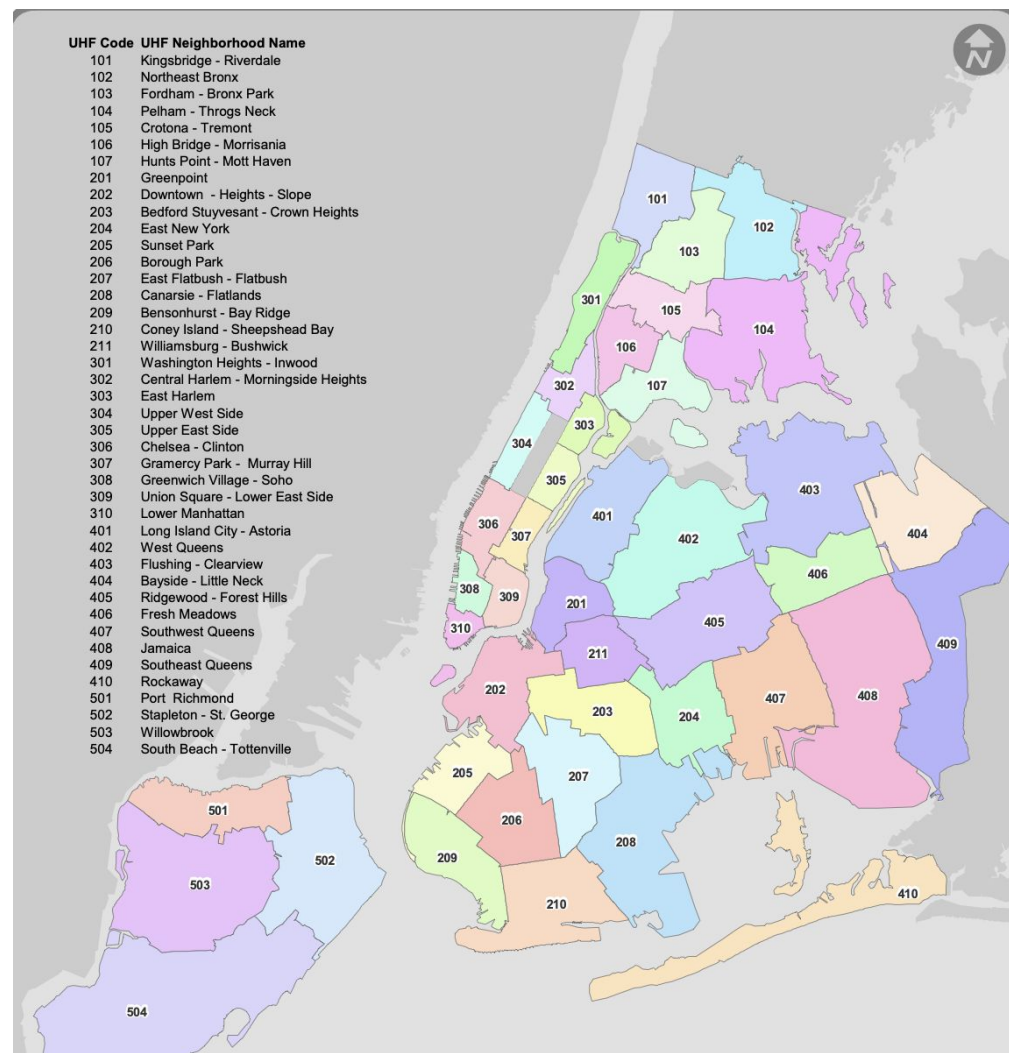 UHF Code UHF Neighborhood Name
101 Kingsbridge - Riverdale
102 Northeast Bronx
103 Fordham - Bronx Park
104 Pelham - Throgs Neck
105 Crotona - Tremont
106 High Bridge - Morrisania
107 Hunts Point - Mott Haven
201 Greenpoint
202 Downtown - Heights - Slope
203 Bedford Stuyvesant - Crown Heights
204 East New York
205 Sunset Park
206 Borough Park
207 East Flatbush - Flatbush
208 Canarsie - Flatlands
209 Bensonhurst - Bay Ridge
210 Coney Island - Sheepshead Bay
211 Williamsburg - Bushwick
301 Washington Heights - Inwood
302 Central Harlem - Morningside Heights
303 East Harlem
304 Upper West Side
305 Upper East Side
306 Chelsea - Clinton
307 Gramercy Park - Murray Hill
308 Greenwich Village - Soho
309 Union Square - Lower East Side
310 Lower Manhattan
401 Long Island City - Astoria
402 West Queens
403 Flushing - Clearview
404 Bayside - Little Neck
405 Ridgewood - Forest Hills
406 Fresh Meadows
407 Southwest Queens
408 Jamaica
409 Southeast Queens
410 Rockaway
501 Port Richmond
502 Stapleton - St. George
503 Willowbrook
504 South Beach - Tottenville
N
101
102
103
301
105
104
106
107
302
303
304
305
403
401
306
404
307
402
406
308
309
201
310
405
409
211
202
407
408
203
204
205
207
501
206
208
209
502
503
410
210
504